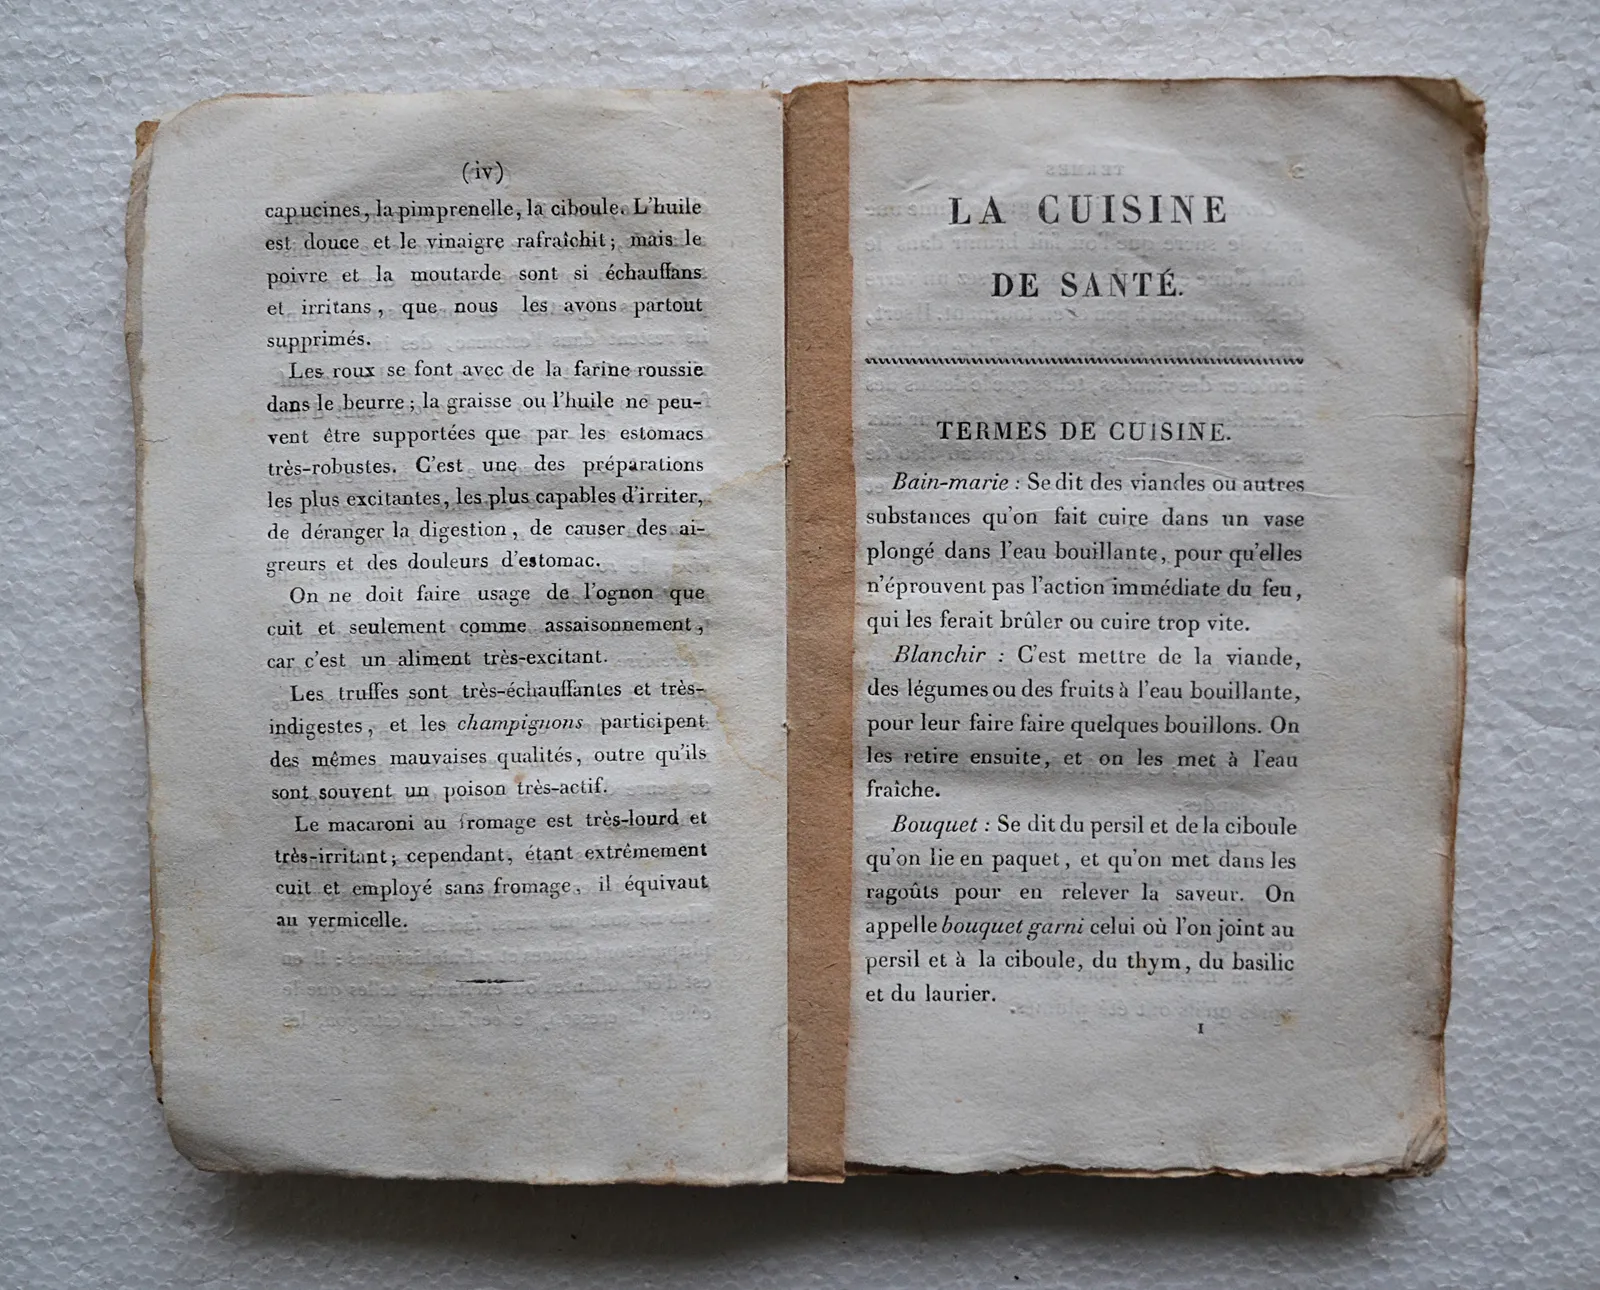 (iv)
capucines, la pimprenelle, la ciboule. L'huile
est douce et le vinaigre rafraîchit ; mais le
poivre et la moutarde sont si échauffans
et irritans, que nous les avons partout
supprimés.
Les roux se font avec de la farine roussie
dans le beurre ; la graisse ou l'huile ne peu-
vent être supportées que par les estomacs
très-robustes. C'est une des préparations
les plus excitantes, les plus capables d'irriter,
de déranger la digestion, de causer des ai-
greurs et des douleurs d'estomac.
On ne doit faire usage de l'ognon que
cuit et seulement comme assaisonnement,
car c'est un aliment très-excitant.
Les truffes sont très-échauffantes et très-
indigestes, et les champignons participent
des mêmes mauvaises qualités, outre qu'ils
sont souvent un poison très-actif.
Le macaroni au fromage est très-lourd et
très-irritant ; cependant, étant extrêmement
cuit et employé sans fromage, il équivaut
au vermicelle.
LA CUISINE
DE SANTÉ.
TERMES DE CUISINE.
Bain-marie : Se dit des viandes ou autres
substances qu'on fait cuire dans un vase
plongé dans l'eau bouillante, pour qu'elles
n'éprouvent pas l'action immédiate du feu,
qui les ferait brûler ou cuire trop vite.
Blanchir : C'est mettre de la viande,
des légumes ou des fruits à l'eau bouillante,
pour leur faire faire quelques bouillons. On
les retire ensuite, et on les met à l'eau
fraîche.
Bouquet : Se dit du persil et de la ciboule
qu'on lie en paquet, et qu'on met dans les
ragoûts pour en relever la saveur. On
appelle bouquet garni celui où l'on joint au
persil et à la ciboule, du thym, du basilic
et du laurier.
1